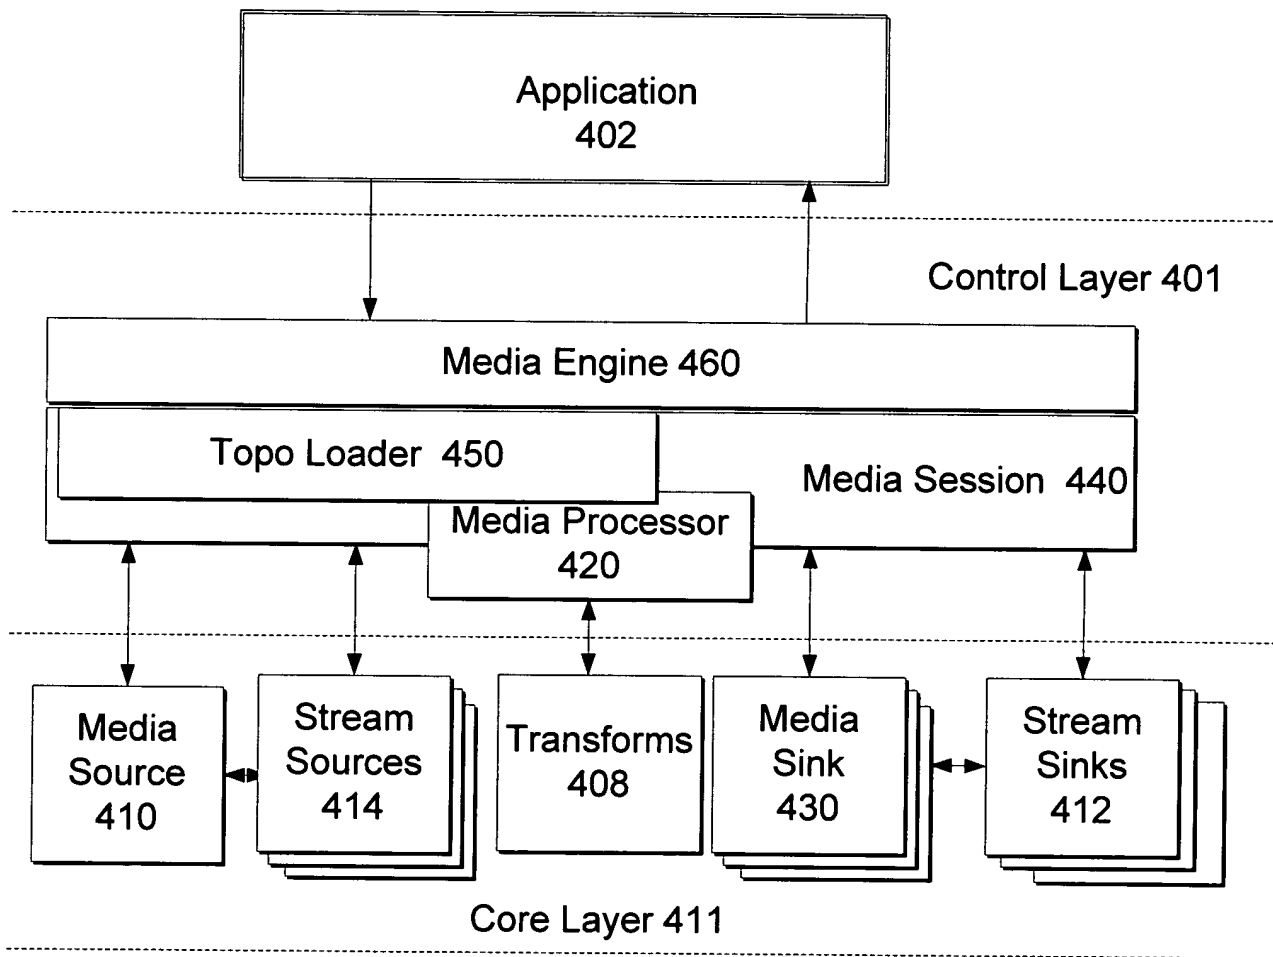 Application
402
Control Layer 401
Media Engine 460
Topo Loader 450
Media Session 440
Media Processor
420
Media
Source
410
Stream
Sources
414
Transforms
408
Media
Sink
430
Stream
Sinks
412
Core Layer 411